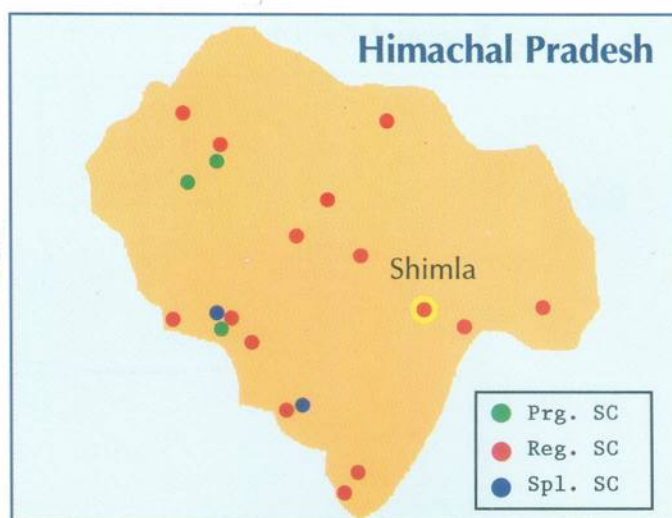 Himachal Pradesh
Shimla
Prg. SC
Reg. SC
Spl. SC